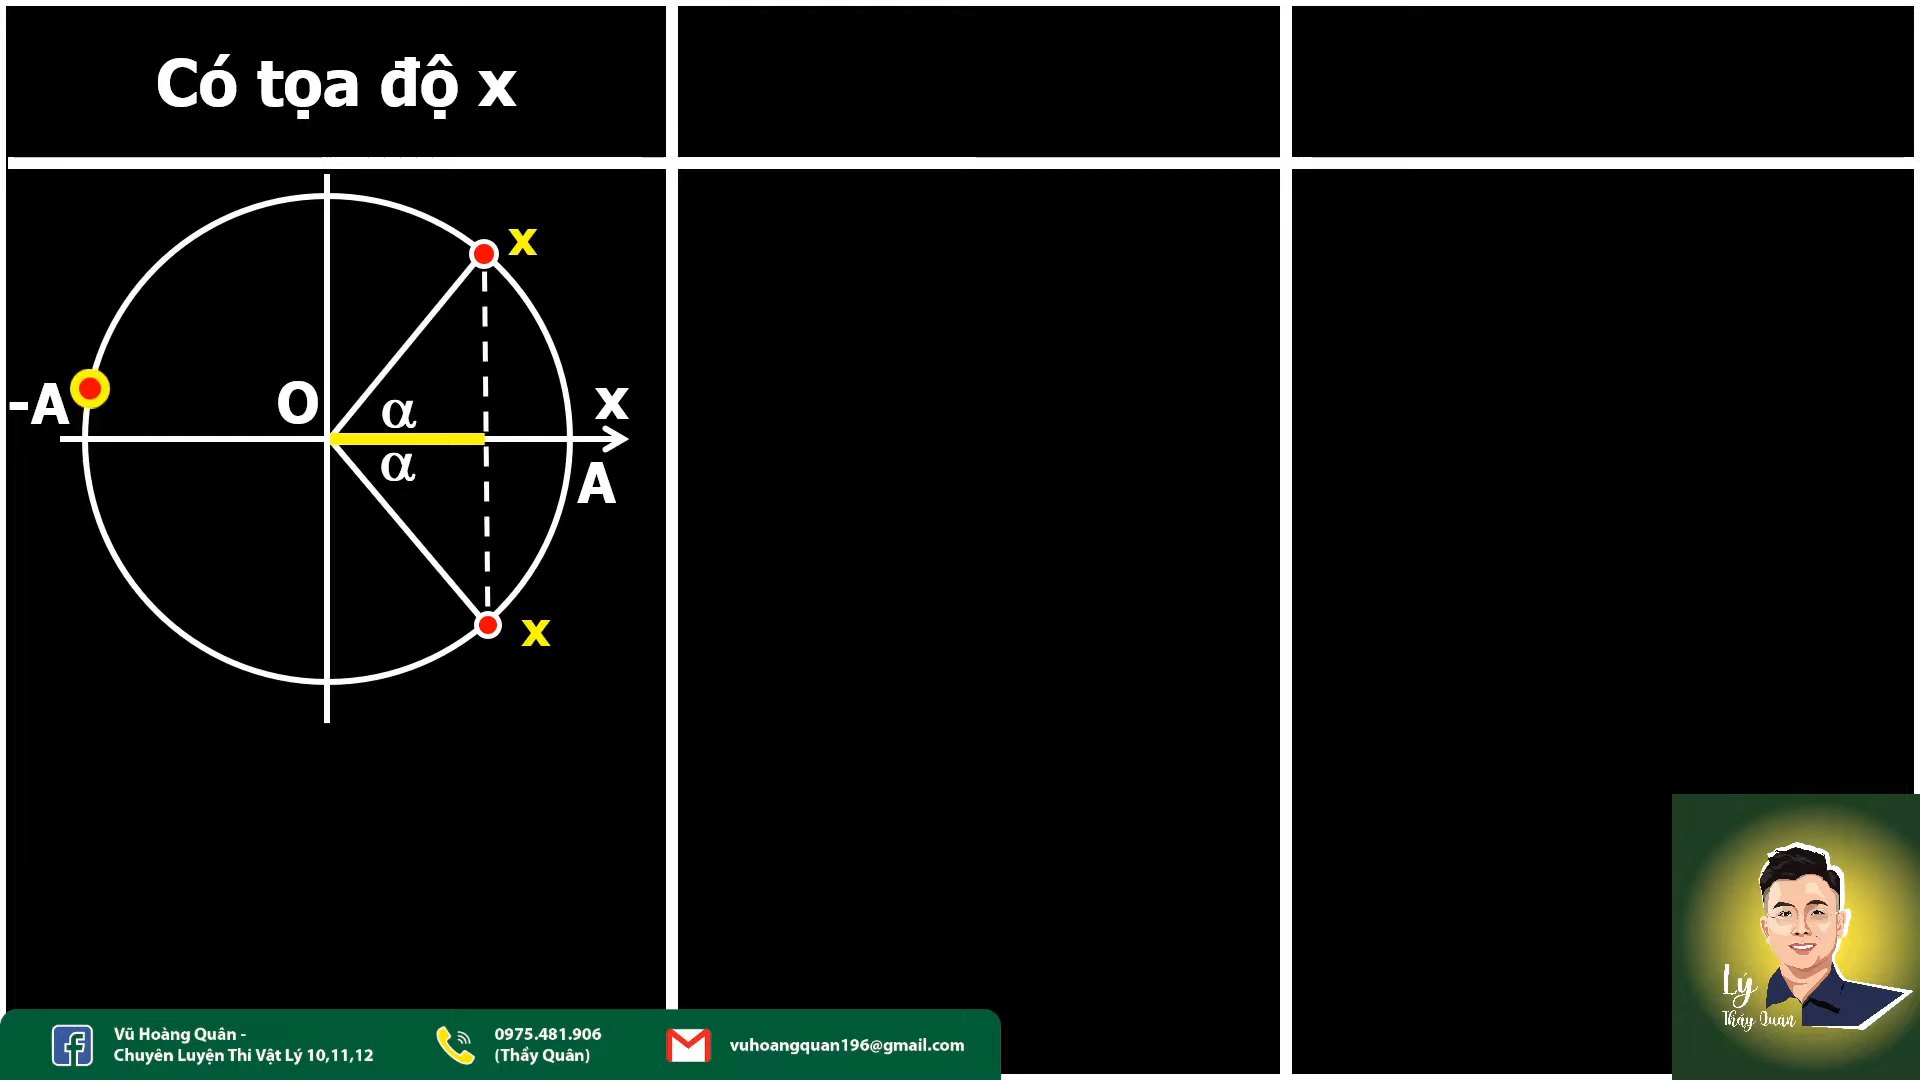 Có tọa độ x
x
-A
O
α
x
α
A
x
Lý
Thầy Quân
Vũ Hoàng Quân -
Chuyên Luyện Thi Vật Lý 10,11,12
0975.481.906
(Thầy Quân)
vuhoangquan196@gmail.com